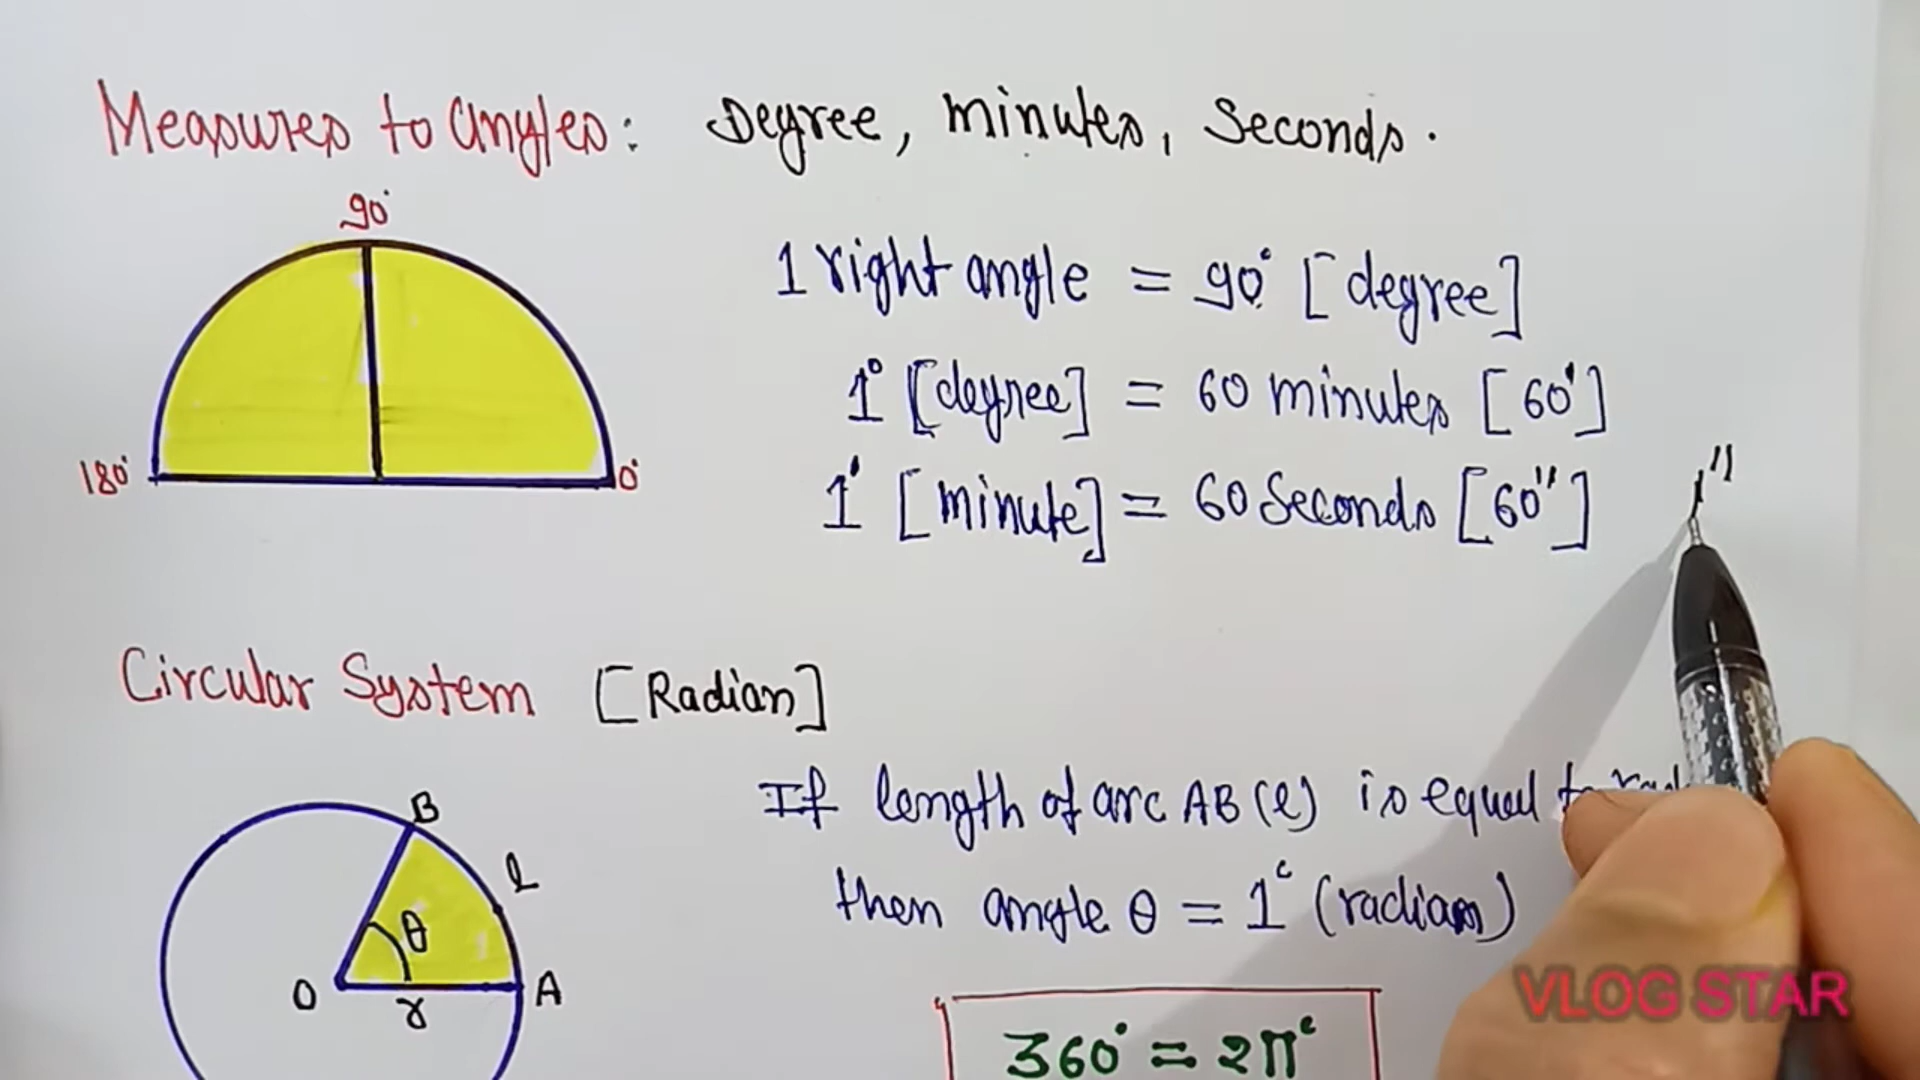 Measures to angles: Degree, minutes, Seconds.
90°
1 right angle = 90° [degree]
1° [degree] = 60 minutes [60']
180° 0°
1' [minute] = 60 Seconds [60"]
1"
Circular System [Radian]
B
If length of arc AB (l) is equal
l
then angle θ = 1ᶜ (radian)
θ
O r A
360° = 2πᶜ
VLOG STAR